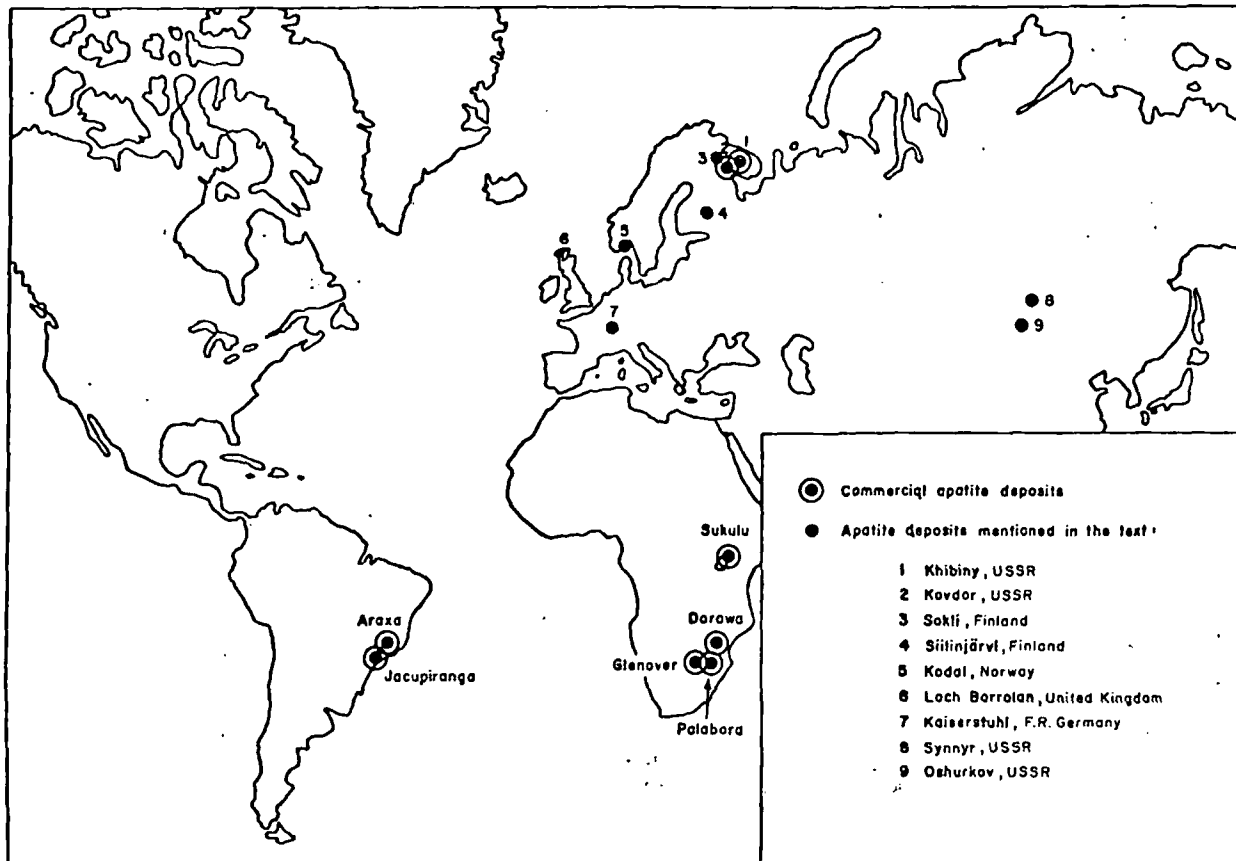 1
2
3
4
5
6
7
8
9
Sukulu
Araxa
Jacupiranga
Dorowa
Glenover
Palabora
Commercial apatite deposits
Apatite deposits mentioned in the text:
1 Khibiny, USSR
2 Kovdor, USSR
3 Sokli, Finland
4 Siilinjärvi, Finland
5 Kodal, Norway
6 Loch Borrolan, United Kingdom
7 Kaiserstuhl, F.R. Germany
8 Synnyr, USSR
9 Oshurkov, USSR